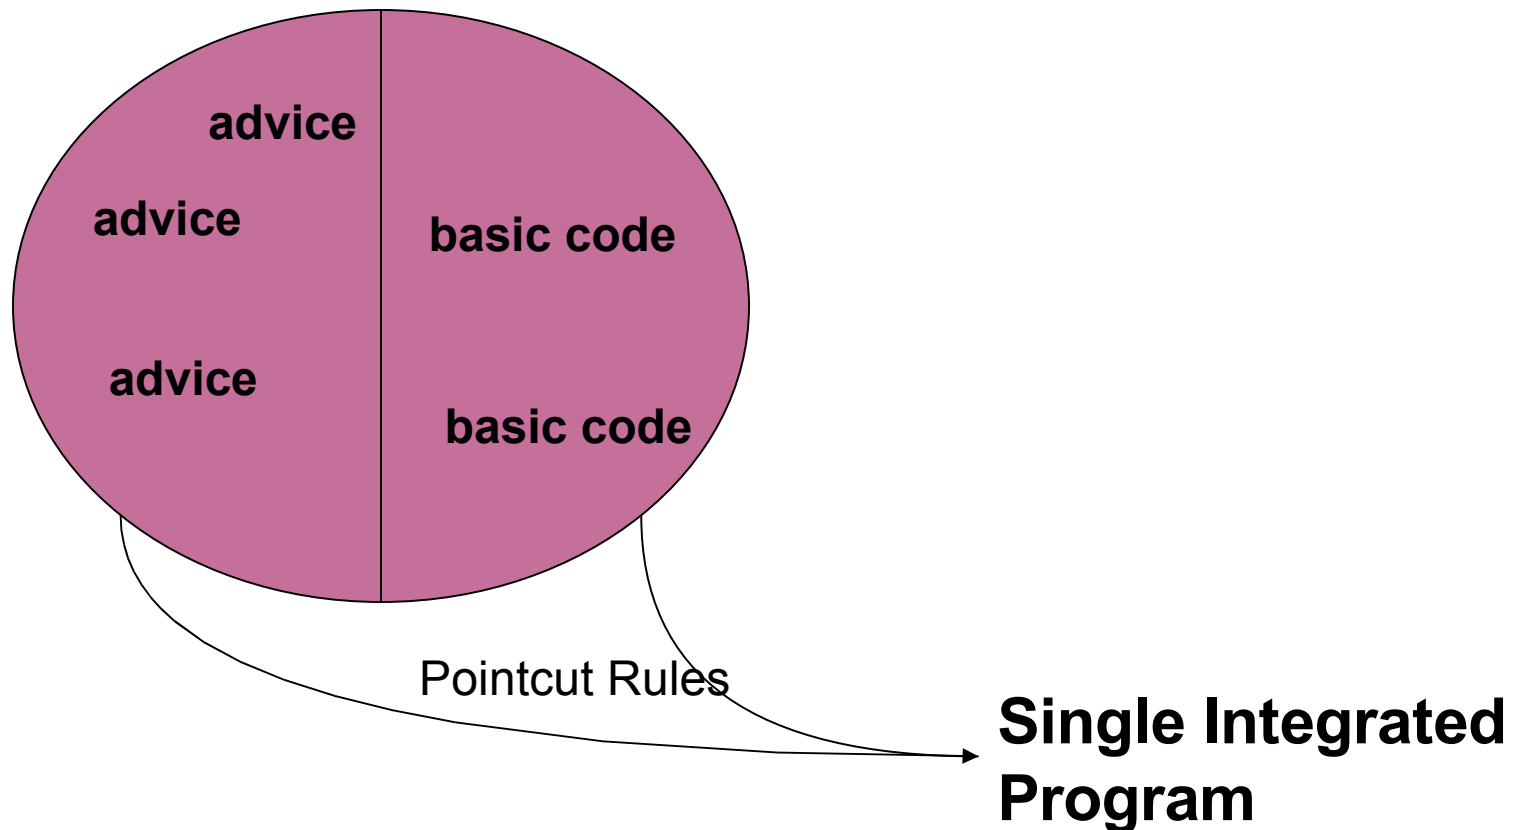 advice
advice
basic code
advice
basic code
Pointcut Rules
Single Integrated
Program